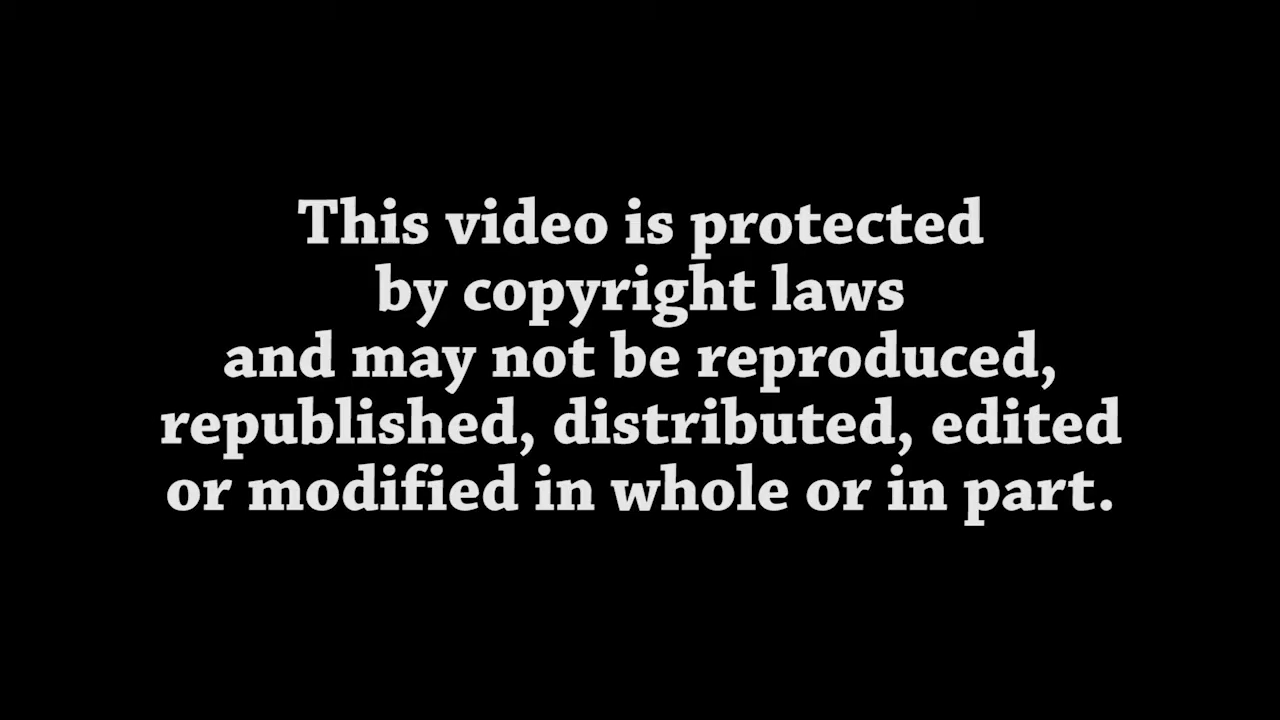 This video is protected
by copyright laws
and may not be reproduced,
republished, distributed, edited
or modified in whole or in part.